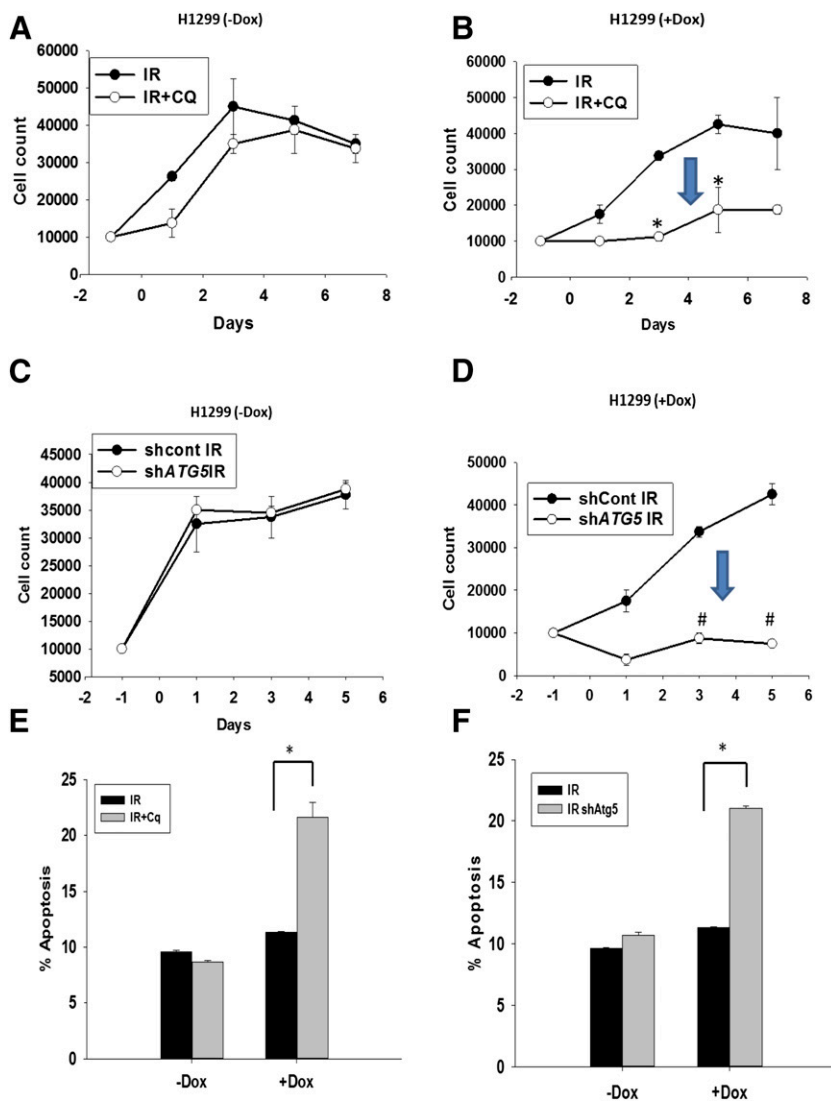 A
H1299 (-Dox)
60000
50000
40000
30000
20000
10000
0
Cell count
IR
IR+CQ
-2 0 2 4 6 8
Days
B
H1299 (+Dox)
60000
50000
40000
30000
20000
10000
0
Cell count
IR
IR+CQ
*
*
-2 0 2 4 6 8
Days
C
H1299 (-Dox)
45000
40000
35000
30000
25000
20000
15000
10000
5000
Cell count
shcont IR
shATG5IR
-2 -1 0 1 2 3 4 5 6
Days
D
H1299 (+Dox)
50000
40000
30000
20000
10000
0
Cell count
shCont IR
shATG5 IR
# #
-2 -1 0 1 2 3 4 5 6
E
25
20
15
10
5
0
% Apoptosis
IR
IR+Cq
*
-Dox +Dox
F
25
20
15
10
5
0
% Apoptosis
IR
IR shAtg5
*
-Dox +Dox